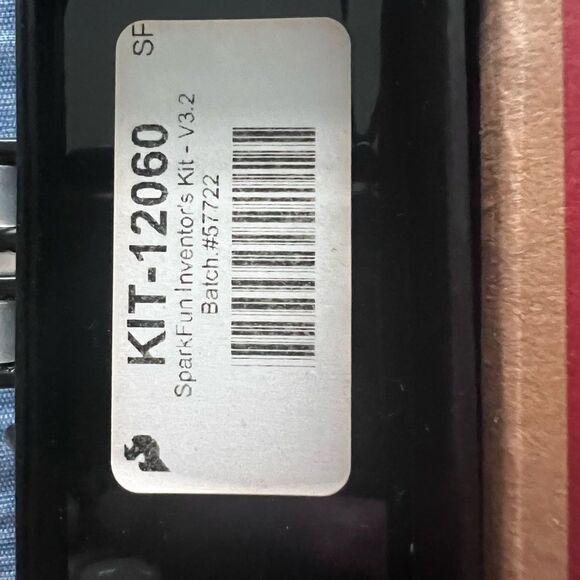 SF
KIT-12060
SparkFun Inventor's Kit - V3.2
Batch #57722